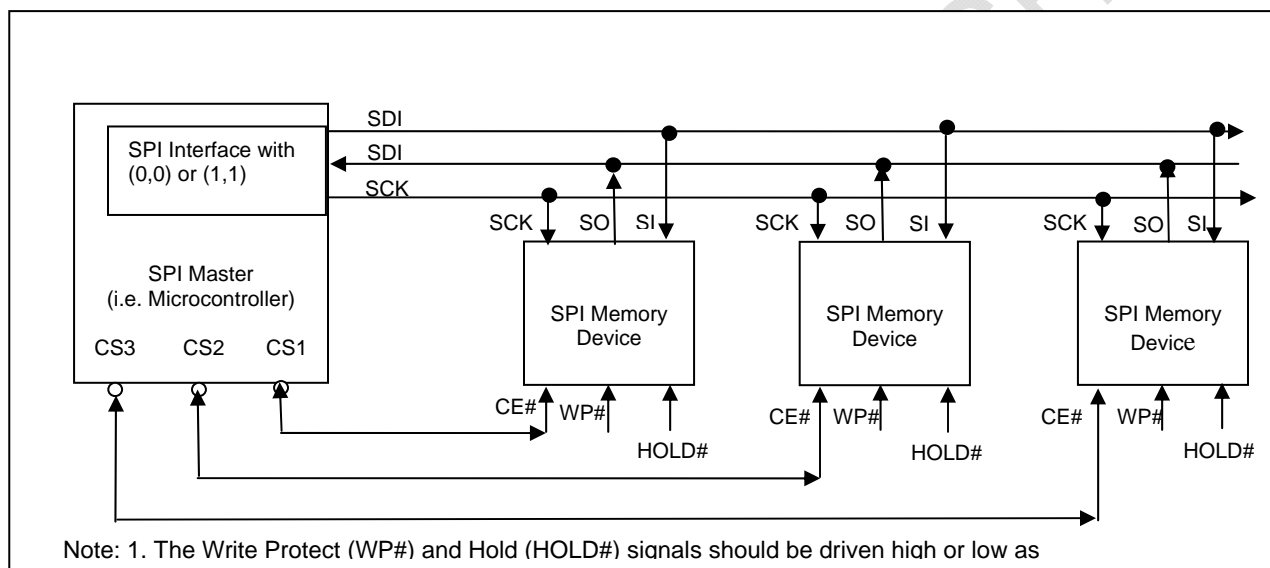 SDI
SPI Interface with
(0,0) or (1,1)
SDI
SCK
SCK SO SI
SCK SO SI
SCK SO SI
SPI Master
(i.e. Microcontroller)
SPI Memory
Device
SPI Memory
Device
SPI Memory
Device
CS3 CS2 CS1
CE# WP# HOLD#
CE# WP# HOLD#
CE# WP# HOLD#
Note: 1. The Write Protect (WP#) and Hold (HOLD#) signals should be driven high or low as